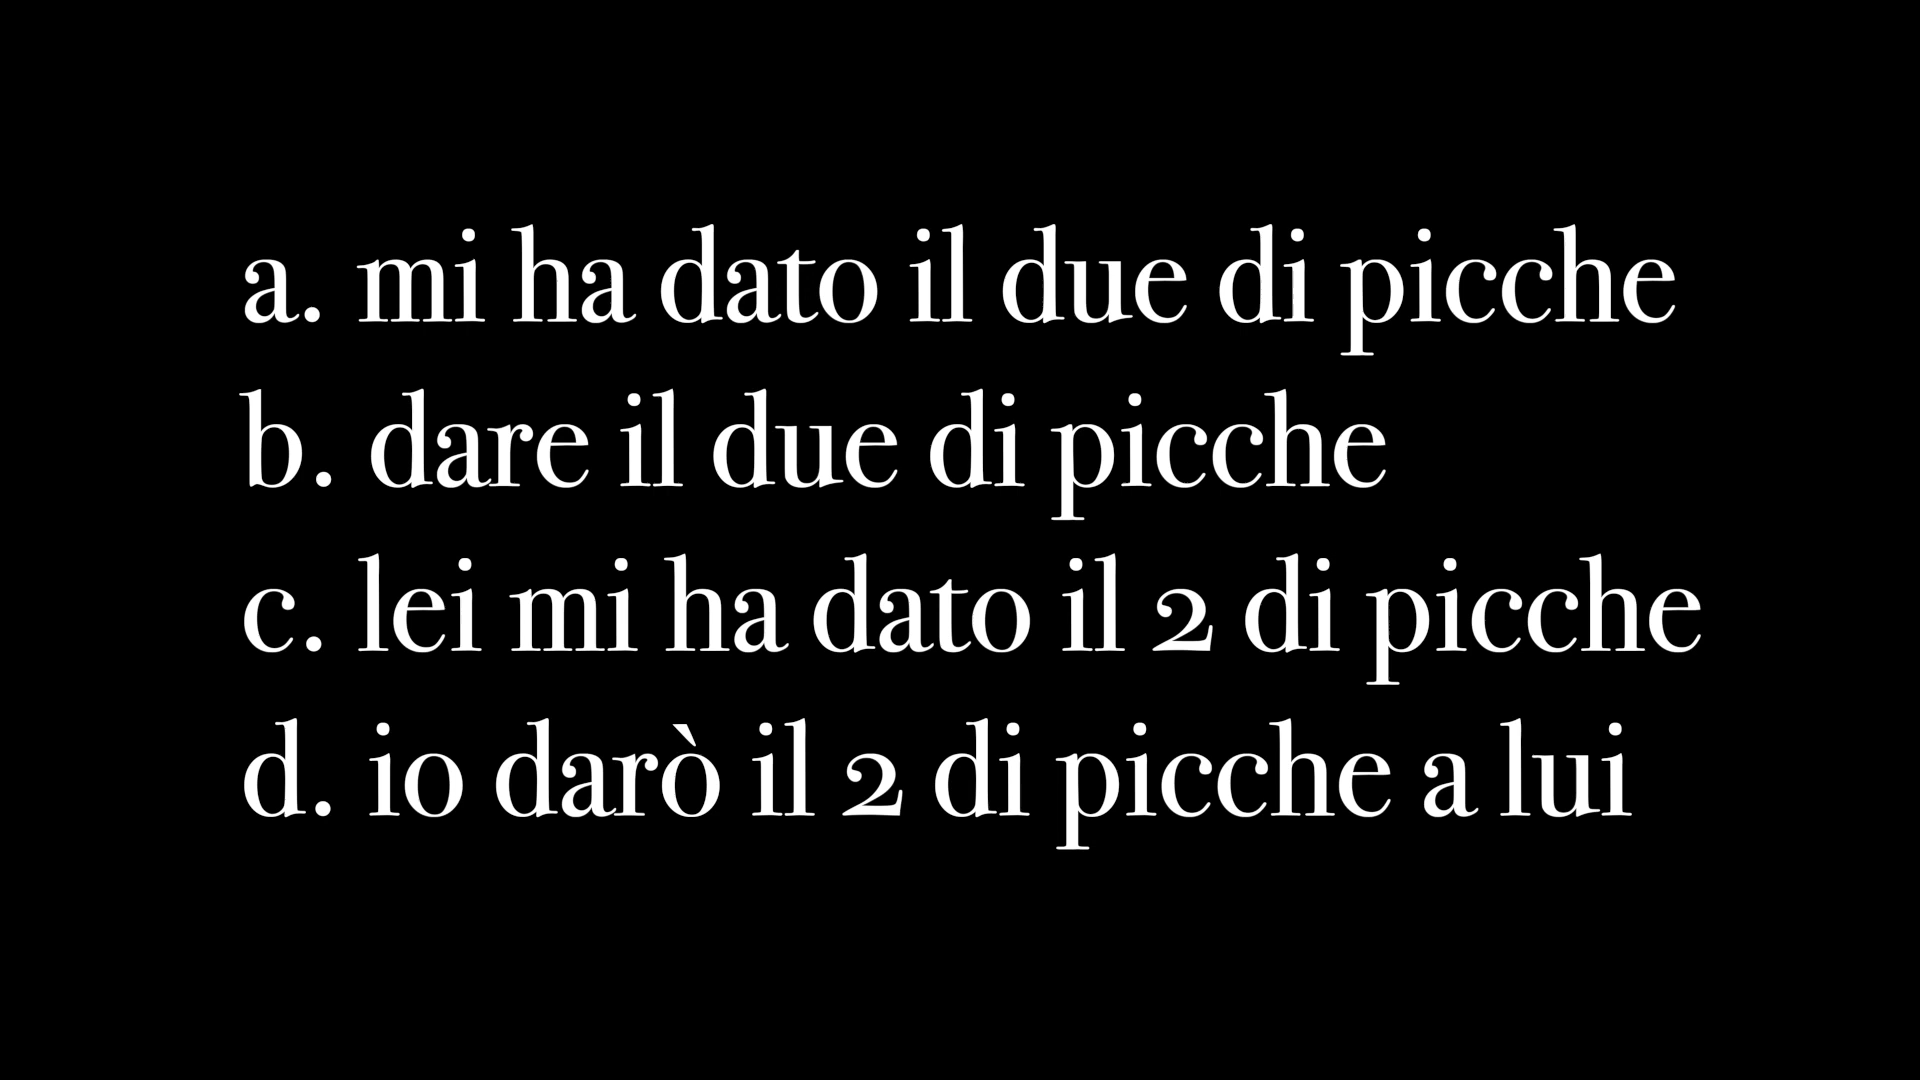 a. mi ha dato il due di picche
b. dare il due di picche
c. lei mi ha dato il 2 di picche
d. io darò il 2 di picche a lui